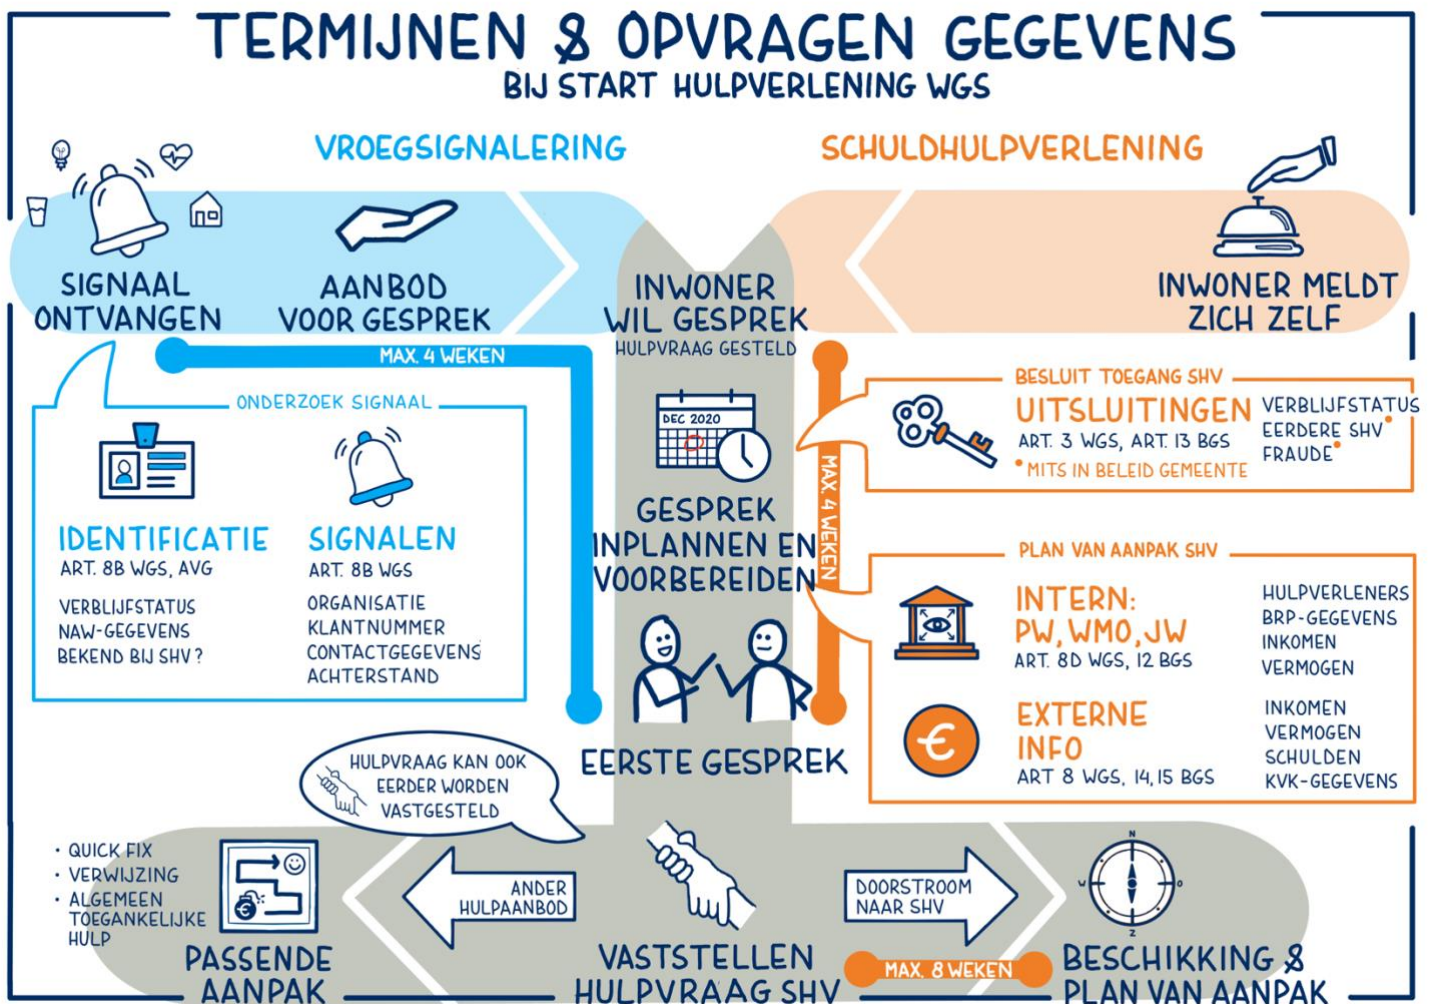 TERMIJNEN & OPVRAGEN GEGEVENS
BIJ START HULPVERLENING WGS
VROEGSIGNALERING
SCHULDHULPVERLENING
SIGNAAL
ONTVANGEN
AANBOD
VOOR GESPREK
INWONER
WIL GESPREK
HULPVRAAG GESTELD
INWONER MELDT
ZICH ZELF
MAX. 4 WEKEN
ONDERZOEK SIGNAAL
IDENTIFICATIE
ART. 8B WGS, AVG
VERBLIJFSTATUS
NAW-GEGEVENS
BEKEND BIJ SHV?
SIGNALEN
ART. 8B WGS
ORGANISATIE
KLANTNUMMER
CONTACTGEGEVENS
ACHTERSTAND
DEC 2020
GESPREK
INPLANNEN EN
VOORBEREIDEN
EERSTE GESPREK
MAX. 4 WEKEN
BESLUIT TOEGANG SHV
UITSLUITINGEN
ART. 3 WGS, ART. 13 BGS
•MITS IN BELEID GEMEENTE
VERBLIJFSTATUS
EERDERE SHV•
FRAUDE•
PLAN VAN AANPAK SHV
INTERN:
PW, WMO, JW
ART. 8D WGS, 12 BGS
HULPVERLENERS
BRP-GEGEVENS
INKOMEN
VERMOGEN
€
EXTERNE
INFO
ART 8 WGS, 14, 15 BGS
INKOMEN
VERMOGEN
SCHULDEN
KVK-GEGEVENS
HULPVRAAG KAN OOK
EERDER WORDEN
VASTGESTELD
• QUICK FIX
• VERWIJZING
• ALGEMEEN
TOEGANKELIJKE
HULP
€
PASSENDE
AANPAK
ANDER
HULPAANBOD
VASTSTELLEN
HULPVRAAG SHV
DOORSTROOM
NAAR SHV
MAX. 8 WEKEN
N
W
O
Z
BESCHIKKING &
PLAN VAN AANPAK